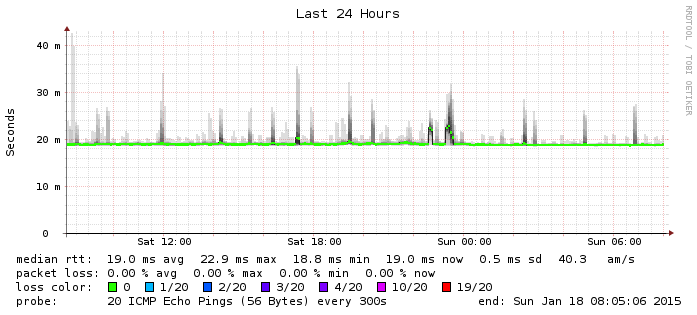 Last 24 Hours
RRDTOOL / TOBI OETIKER
Seconds
40 m
30 m
20 m
10 m
0
Sat 12:00 Sat 18:00 Sun 00:00 Sun 06:00
median rtt: 19.0 ms avg 22.9 ms max 18.8 ms min 19.0 ms now 0.5 ms sd 40.3 am/s
packet loss: 0.00 % avg 0.00 % max 0.00 % min 0.00 % now
loss color: 0 1/20 2/20 3/20 4/20 10/20 19/20
probe: 20 ICMP Echo Pings (56 Bytes) every 300s end: Sun Jan 18 08:05:06 2015